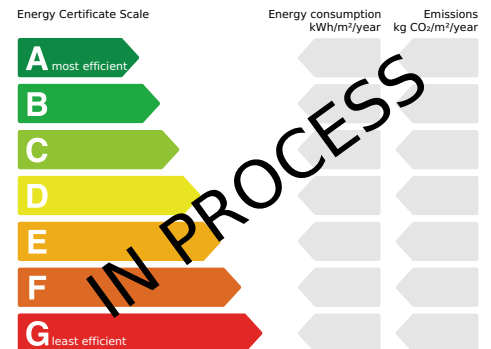 Energy Certificate Scale
Energy consumption
kWh/m²/year
Emissions
kg CO₂/m²/year
A most efficient
B
C
D
E
F
G least efficient
IN PROCESS